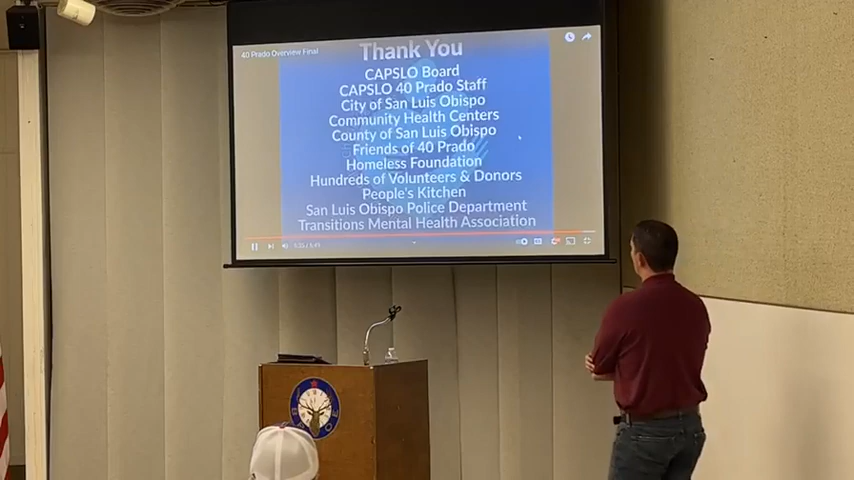 40 Prado Overview Final
Thank You
CAPSLO Board
CAPSLO 40 Prado Staff
City of San Luis Obispo
Community Health Centers
County of San Luis Obispo
Friends of 40 Prado
Homeless Foundation
Hundreds of Volunteers & Donors
People's Kitchen
San Luis Obispo Police Department
Transitions Mental Health Association